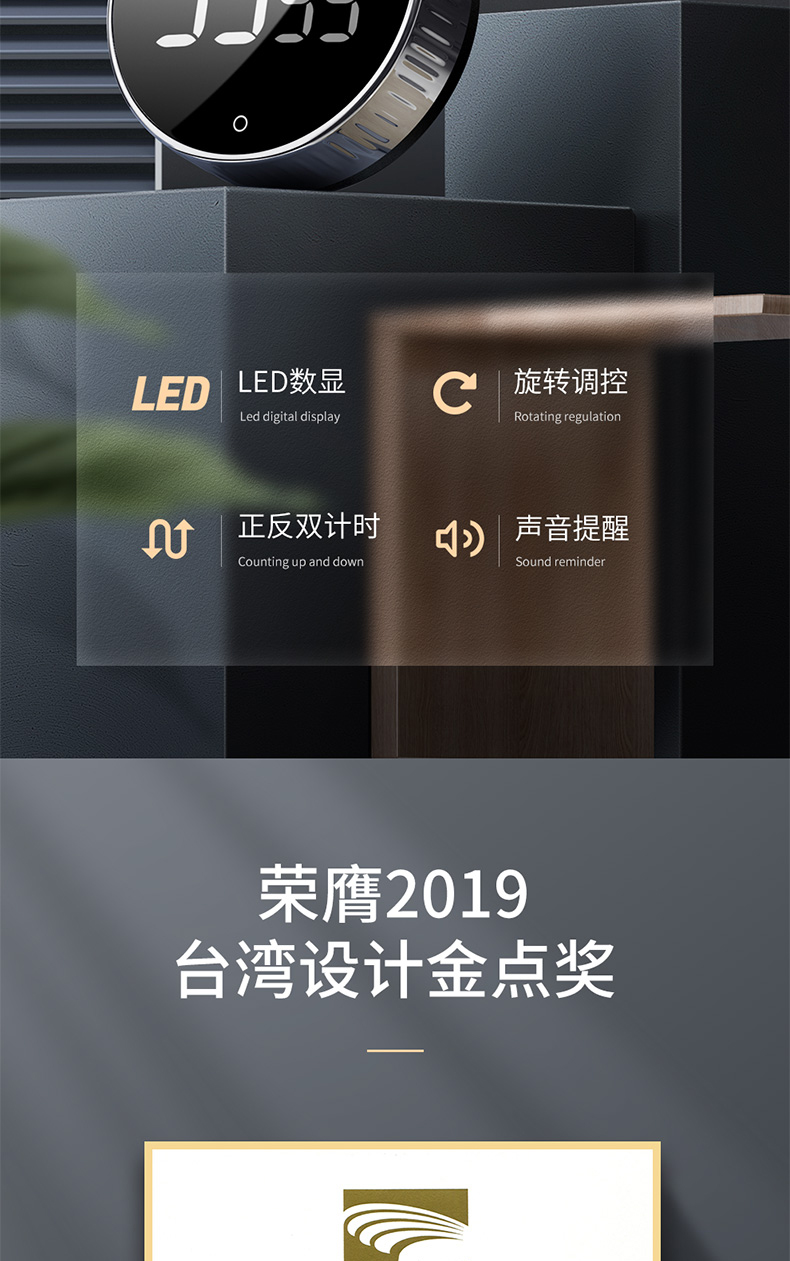 LED
LED数显
Led digital display
旋转调控
Rotating regulation
正反双计时
Counting up and down
声音提醒
Sound reminder
荣膺2019
台湾设计金点奖